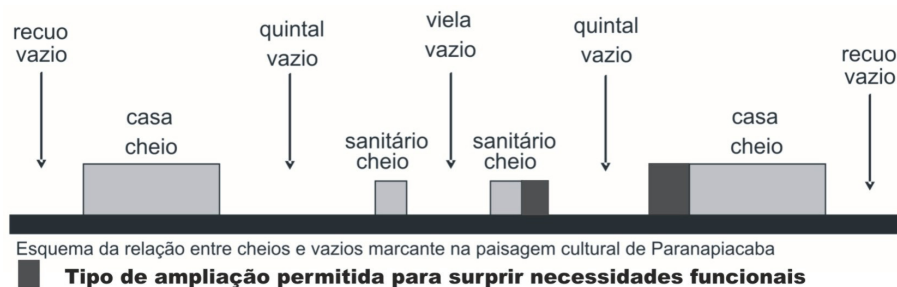 recuo
vazio
quintal
vazio
viela
vazio
quintal
vazio
recuo
vazio
casa
cheio
sanitário
cheio
sanitário
cheio
casa
cheio
Esquema da relação entre cheios e vazios marcante na paisagem cultural de Paranapiacaba
Tipo de ampliação permitida para surprir necessidades funcionais